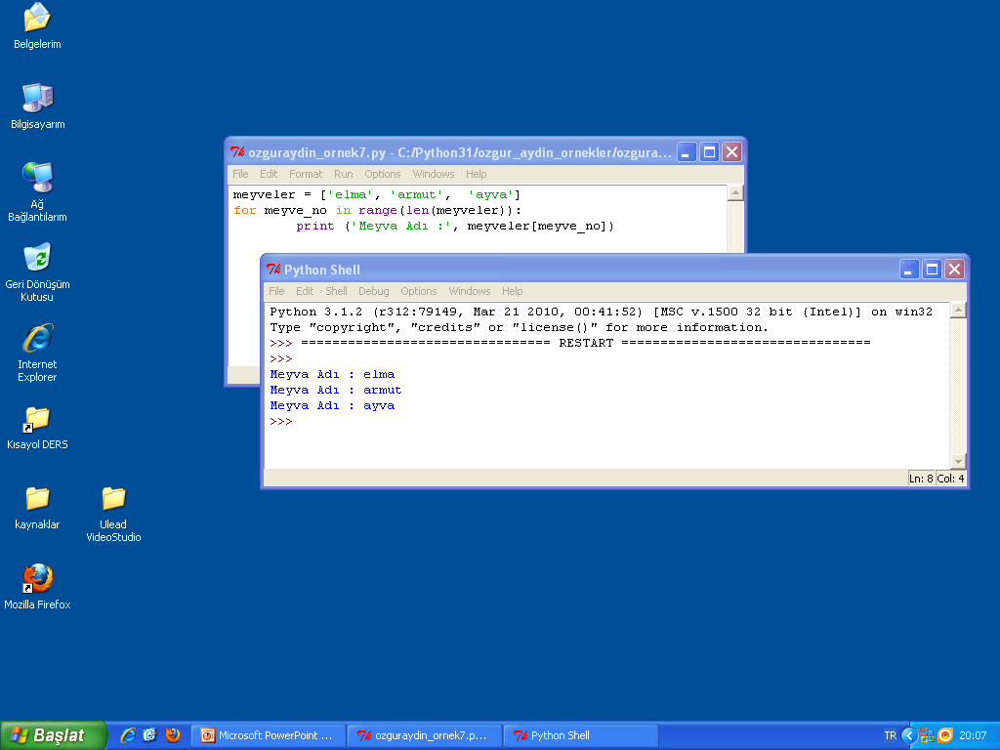 Belgelerim
Bilgisayarım
Ağ
Bağlantılarım
Geri Dönüşüm
Kutusu
Internet
Explorer
Kısayol DERS
kaynaklar
Ulead
VideoStudio
Mozilla Firefox
ozguraydin_ornek7.py - C:/Python31/ozgur_aydin_ornekler/ozgura...
File Edit Format Run Options Windows Help
meyveler = ['elma', 'armut',  'ayva']
for meyve_no in range(len(meyveler)):
        print ('Meyva Adı :', meyveler[meyve_no])
Python Shell
File Edit Shell Debug Options Windows Help
Python 3.1.2 (r312:79149, Mar 21 2010, 00:41:52) [MSC v.1500 32 bit (Intel)] on win32
Type "copyright", "credits" or "license()" for more information.
>>> ================================ RESTART ================================
>>>
Meyva Adı : elma
Meyva Adı : armut
Meyva Adı : ayva
>>>
Ln: 8 Col: 4
Başlat
Microsoft PowerPoint ...
ozguraydin_ornek7.p...
Python Shell
TR
20:07